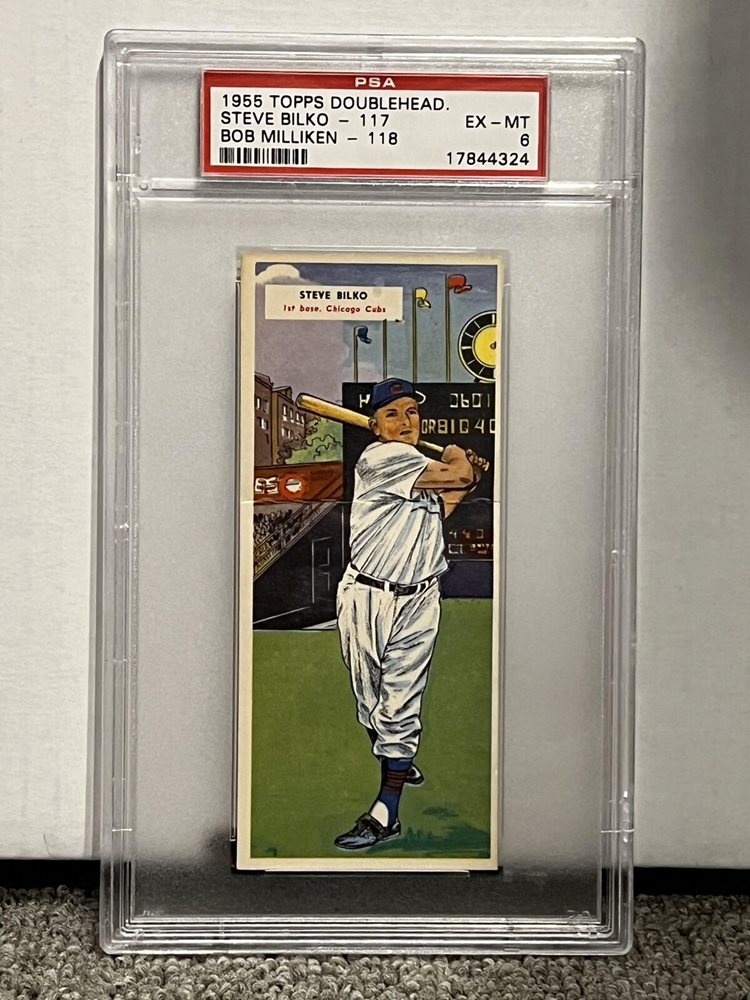 PSA
1955 TOPPS DOUBLEHEAD.
STEVE BILKO - 117 EX-MT
BOB MILLIKEN - 118 6
17844324
STEVE BILKO
1st base, Chicago Cubs